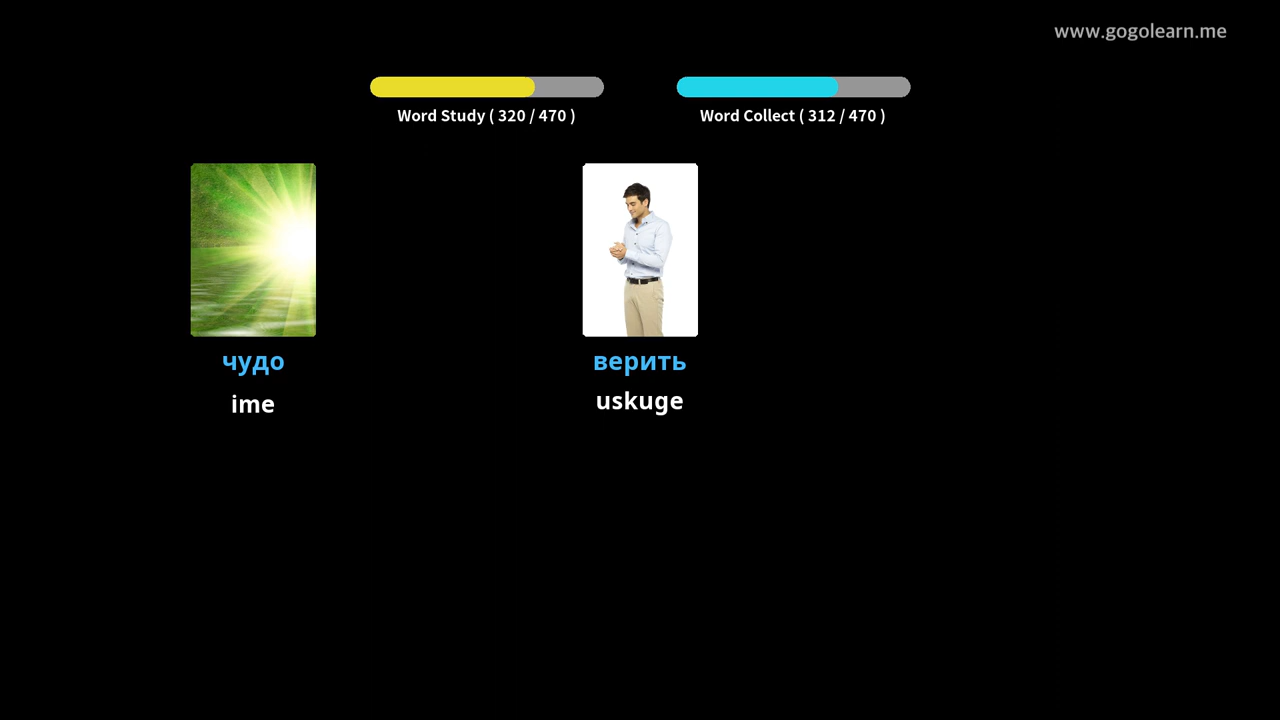 www.gogolearn.me
Word Study ( 320 / 470 )
Word Collect ( 312 / 470 )
чудо
верить
ime
uskuge